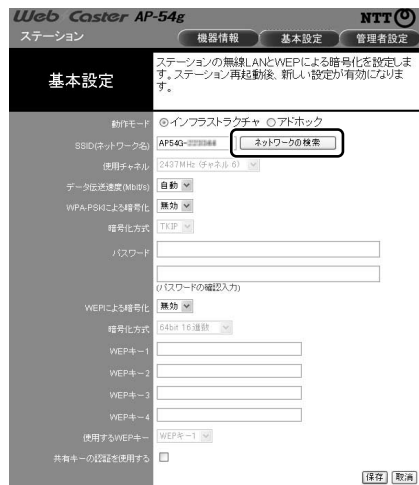 Web Caster AP-54g
NTT
ステーション
機器情報
基本設定
管理者設定
基本設定
ステーションの無線LANとWEPによる暗号化を設定しま
す。ステーション再起動後、新しい設定が有効になりま
す。
動作モード
インフラストラクチャ アドホック
SSID(ネットワーク名)
AP54G-
ネットワークの検索
使用チャネル
2437MHz (チャネル 6)
データ伝送速度(Mbit/s)
自動
WPA-PSKによる暗号化
無効
暗号化方式
TKIP
パスワード
(パスワードの確認入力)
WEPによる暗号化
無効
暗号化方式
64bit 16進数
WEPキー1
WEPキー2
WEPキー3
WEPキー4
使用するWEPキー
WEPキー1
共有キーの認証を使用する
保存 取消